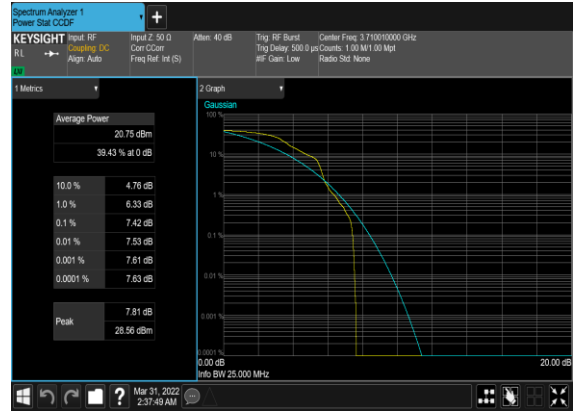 Spectrum Analyzer 1
Power Stat CCDF
KEYSIGHT
RL
LM
Input: RF
Coupling: DC
Align: Auto
Input Z: 50 Ω
Corr CCorr
Freq Ref: Int (S)
Atten: 40 dB
Trig: RF Burst
Trig Delay: 500.0 µs
#IF Gain: Low
Center Freq: 3.710010000 GHz
Counts: 1.00 M/1.00 Mpt
Radio Std: None
1 Metrics
Average Power
20.75 dBm
39.43 % at 0 dB
10.0 % 4.76 dB
1.0 % 6.33 dB
0.1 % 7.42 dB
0.01 % 7.53 dB
0.001 % 7.61 dB
0.0001 % 7.63 dB
Peak
7.81 dB
28.56 dBm
2 Graph
Gaussian
100 %
10 %
1 %
0.1 %
0.01 %
0.001 %
0.0001 %
0.00 dB
20.00 dB
Info BW 25.000 MHz
Mar 31, 2022
2:37:49 AM